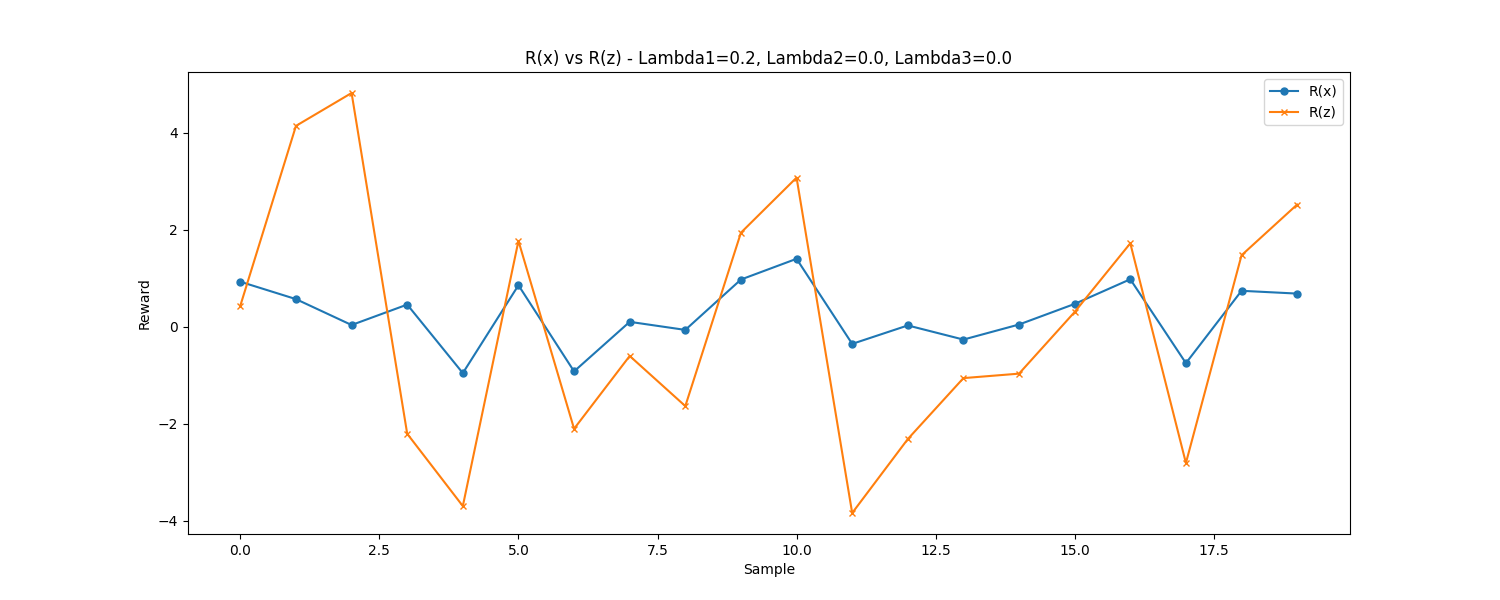 R(x) vs R(z) - Lambda1=0.2, Lambda2=0.0, Lambda3=0.0
R(x)
R(z)
Reward
4
2
0
−2
−4
0.0 2.5 5.0 7.5 10.0 12.5 15.0 17.5
Sample